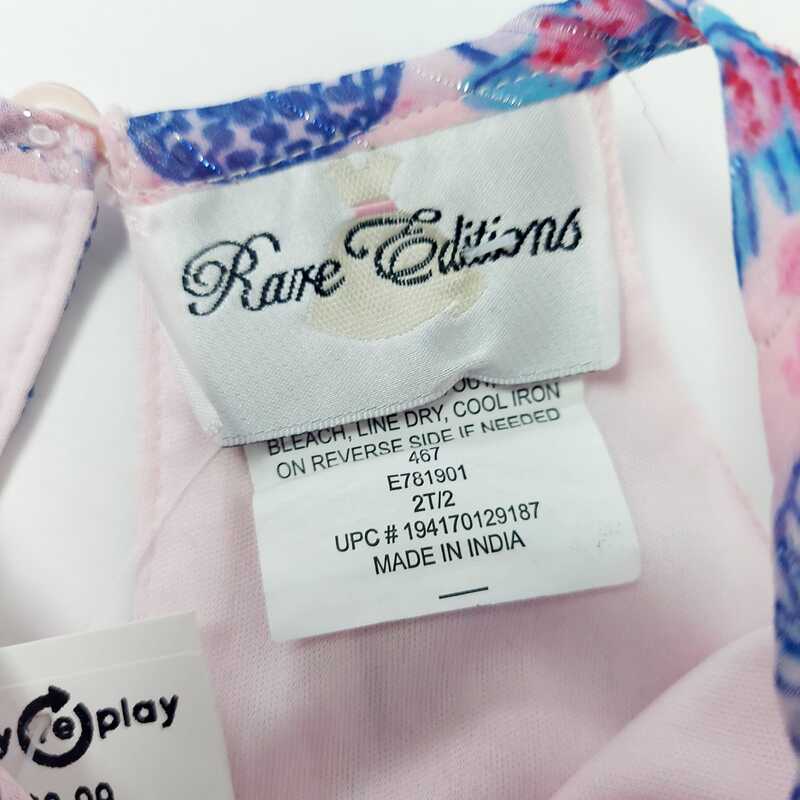 Rare Editions
BLEACH, LINE DRY, COOL IRON
ON REVERSE SIDE IF NEEDED
467
E781901
2T/2
UPC # 194170129187
MADE IN INDIA
Re play